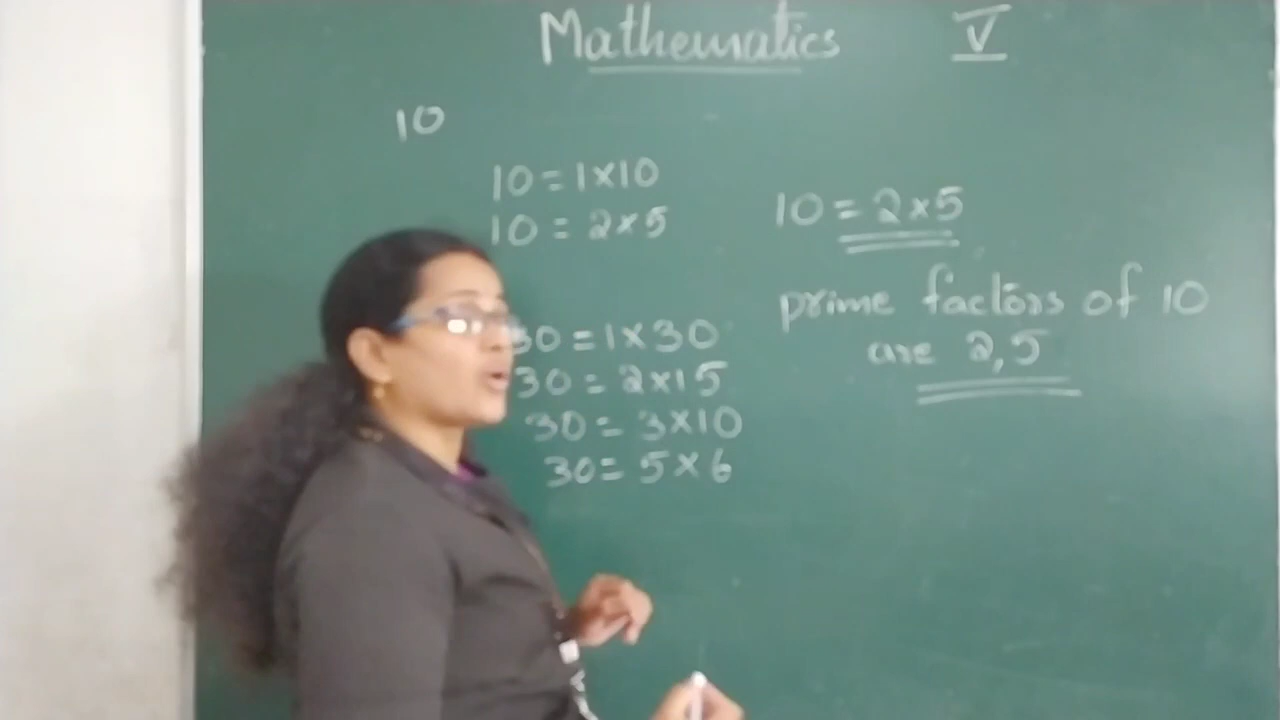 Mathematics V
10
10 = 1×10
10 = 2×5
10 = 2×5
prime factors of 10
are 2,5
30 = 1×30
30 = 2×15
30 = 3×10
30 = 5×6